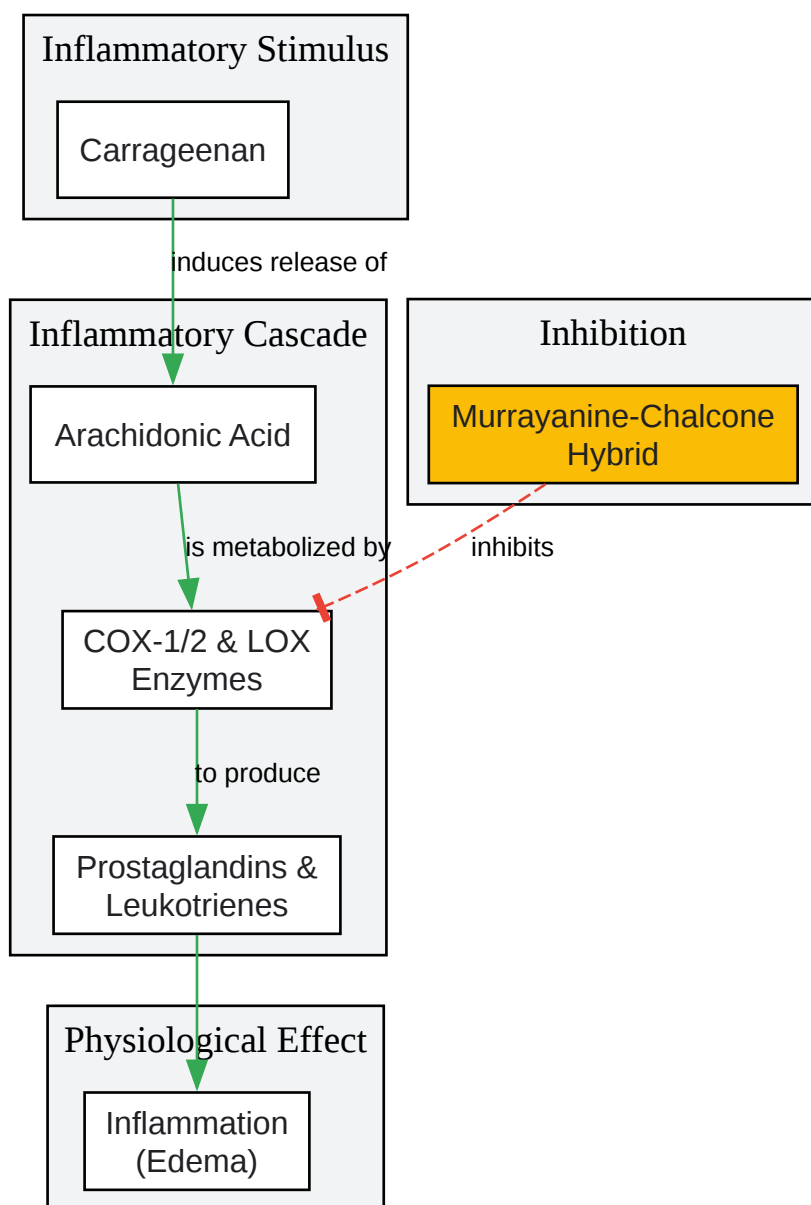 Inflammatory Stimulus
Carrageenan
induces release of
Inflammatory Cascade
Arachidonic Acid
is metabolized by
COX-1/2 & LOX
Enzymes
to produce
Prostaglandins &
Leukotrienes
Inhibition
Murrayanine-Chalcone
Hybrid
inhibits
Physiological Effect
Inflammation
(Edema)